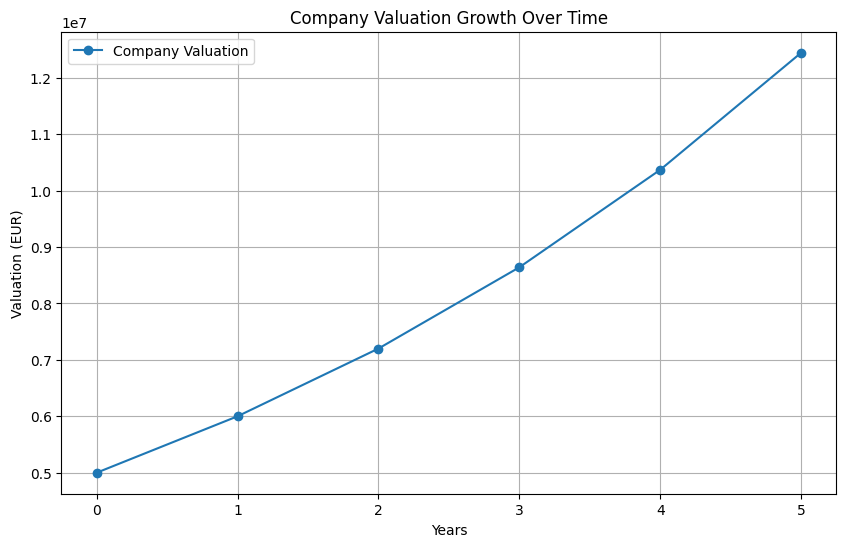 Company Valuation Growth Over Time
1e7
Company Valuation
1.2
1.1
1.0
0.9
0.8
0.7
0.6
0.5
Valuation (EUR)
0 1 2 3 4 5
Years